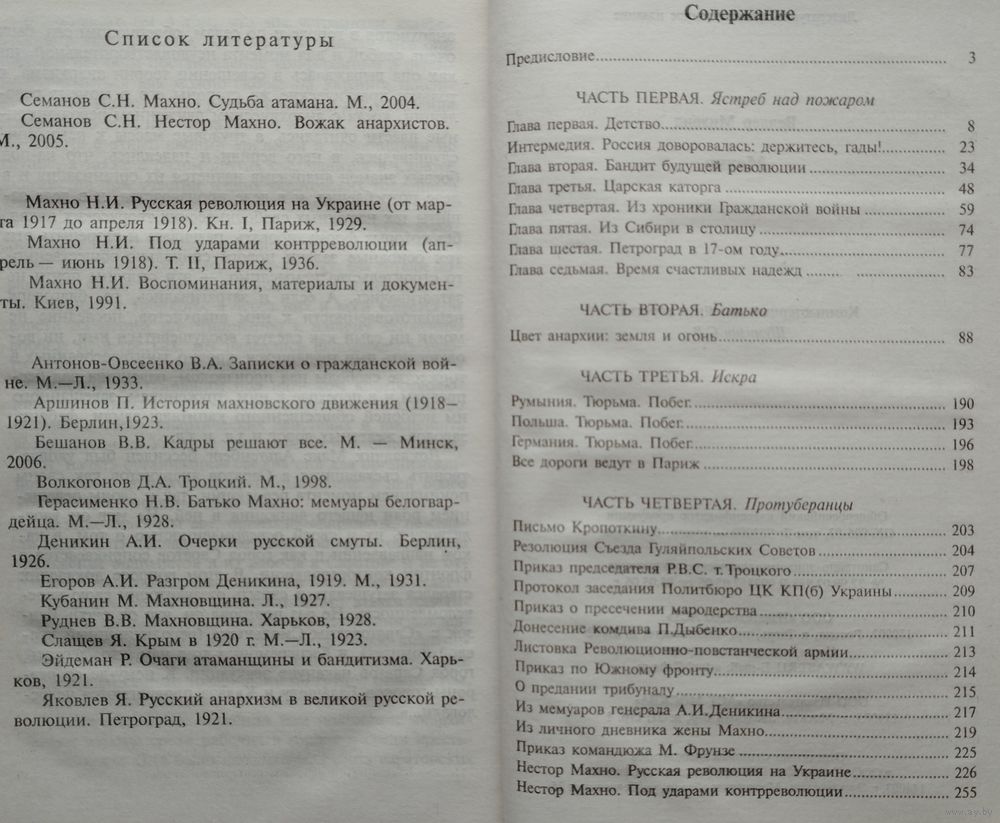 Список литературы
Семанов С.Н. Махно. Судьба атамана. М., 2004.
Семанов С.Н. Нестор Махно. Вожак анархистов.
М., 2005.
Махно Н.И. Русская революция на Украине (от мар-
та 1917 до апреля 1918). Кн. I, Париж, 1929.
Махно Н.И. Под ударами контрреволюции (ап-
рель — июнь 1918). Т. II, Париж, 1936.
Махно Н.И. Воспоминания, материалы и докумен-
ты. Киев, 1991.
Антонов-Овсеенко В.А. Записки о гражданской вой-
не. М.—Л., 1933.
Аршинов П. История махновского движения (1918—
1921). Берлин,1923.
Бешанов В.В. Кадры решают все. М. — Минск,
2006.
Волкогонов Д.А. Троцкий. М., 1998.
Герасименко Н.В. Батько Махно: мемуары белогвар-
дейца. М.—Л., 1928.
Деникин А.И. Очерки русской смуты. Берлин,
1926.
Егоров А.И. Разгром Деникина, 1919. М., 1931.
Кубанин М. Махновщина. Л., 1927.
Руднев В.В. Махновщина. Харьков, 1928.
Слащев Я. Крым в 1920 г. М.—Л., 1923.
Эйдеман Р. Очаги атаманщины и бандитизма. Харь-
ков, 1921.
Яковлев Я. Русский анархизм в великой русской ре-
волюции. Петроград, 1921.
Содержание
Предисловие 3
ЧАСТЬ ПЕРВАЯ. Ястреб над пожаром
Глава первая. Детство 8
Интермедия. Россия доворовалась: держитесь, гады! 23
Глава вторая. Бандит будущей революции 34
Глава третья. Царская каторга 48
Глава четвертая. Из хроники Гражданской войны 59
Глава пятая. Из Сибири в столицу 74
Глава шестая. Петроград в 17-ом году 77
Глава седьмая. Время счастливых надежд 83
ЧАСТЬ ВТОРАЯ. Батько
Цвет анархии: земля и огонь 88
ЧАСТЬ ТРЕТЬЯ. Искра
Румыния. Тюрьма. Побег. 190
Польша. Тюрьма. Побег. 193
Германия. Тюрьма. Побег. 196
Все дороги ведут в Париж 198
ЧАСТЬ ЧЕТВЕРТАЯ. Протуберанцы
Письмо Кропоткину 203
Резолюция Съезда Гуляйпольских Советов 204
Приказ председателя Р.В.С. т.Троцкого 207
Протокол заседания Политбюро ЦК КП(б) Украины 209
Приказ о пресечении мародерства 210
Донесение комдива П.Дыбенко 211
Листовка Революционно-повстанческой армии 213
Приказ по Южному фронту 214
О предании трибуналу 215
Из мемуаров генерала А.И.Деникина 217
Из личного дневника жены Махно 219
Приказ командюжа М. Фрунзе 225
Нестор Махно. Русская революция на Украине 226
Нестор Махно. Под ударами контрреволюции 255
www.ay.by